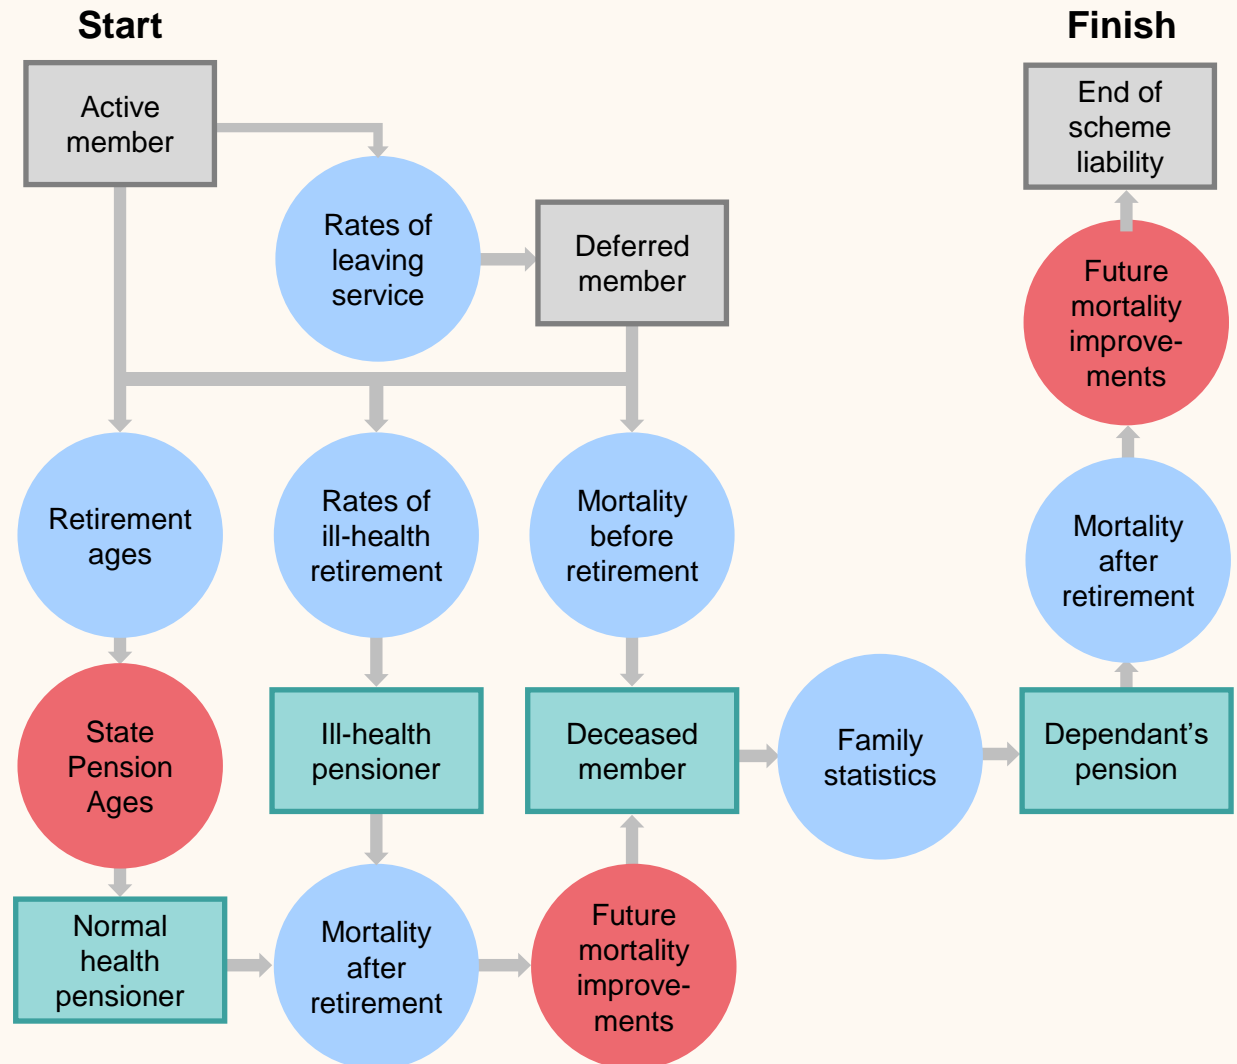 Start
Finish
Active
member
End of
scheme
liability
Rates of
leaving
service
Deferred
member
Future
mortality
improve-
ments
Retirement
ages
Rates of
ill-health
retirement
Mortality
before
retirement
Mortality
after
retirement
State
Pension
Ages
Ill-health
pensioner
Deceased
member
Family
statistics
Dependant's
pension
Normal
health
pensioner
Mortality
after
retirement
Future
mortality
improve-
ments